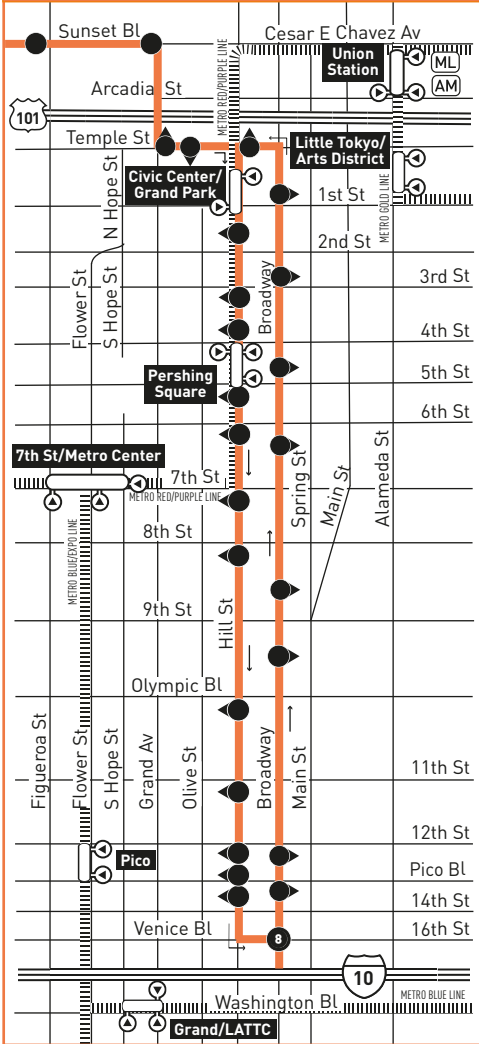 Sunset Bl
Cesar E Chavez Av
Union
Station
ML
AM
METRO RED/PURPLE LINE
Arcadia St
101
Temple St
Little Tokyo/
Arts District
Civic Center/
Grand Park
N Hope St
1st St
METRO GOLD LINE
2nd St
Flower St
S Hope St
Broadway
3rd St
4th St
Pershing
Square
5th St
6th St
7th St/Metro Center
7th St
METRO RED/PURPLE LINE
Spring St
Main St
Alameda St
8th St
METRO BLUE/EXPO LINE
9th St
Hill St
Olympic Bl
Figueroa St
Flower St
S Hope St
Grand Av
Olive St
Broadway
Main St
11th St
12th St
Pico
Pico Bl
14th St
Venice Bl
8
16th St
10
Washington Bl
METRO BLUE LINE
Grand/LATTC